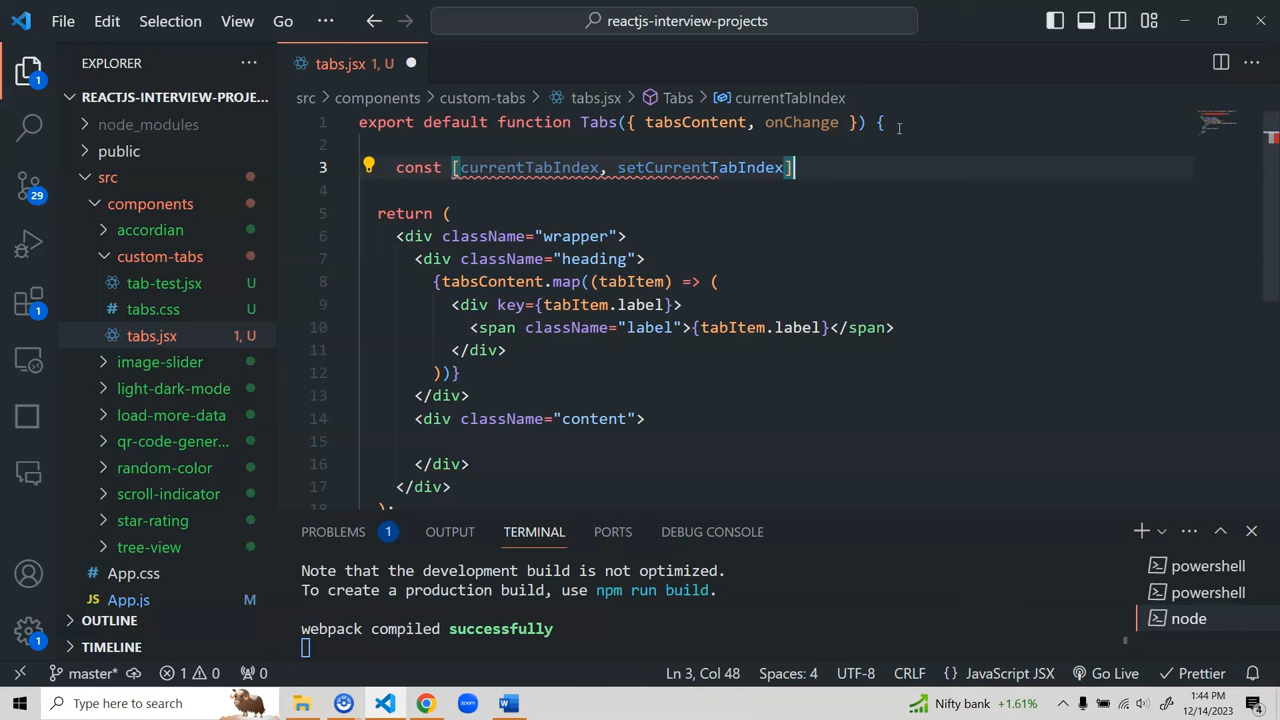 File Edit Selection View Go ··· reactjs-interview-projects
EXPLORER ···
REACTJS-INTERVIEW-PROJE...
node_modules
public
src
components
accordian
custom-tabs
tab-test.jsx U
tabs.css U
tabs.jsx 1, U
image-slider
light-dark-mode
load-more-data
qr-code-gener...
random-color
scroll-indicator
star-rating
tree-view
App.css
App.js M
OUTLINE
TIMELINE
1
29
1
1
tabs.jsx 1, U
src > components > custom-tabs > tabs.jsx > Tabs > currentTabIndex
1 export default function Tabs({ tabsContent, onChange }) {
2
3 const [currentTabIndex, setCurrentTabIndex]
4
5 return (
6 <div className="wrapper">
7 <div className="heading">
8 {tabsContent.map((tabItem) => (
9 <div key={tabItem.label}>
10 <span className="label">{tabItem.label}</span>
11 </div>
12 ))}
13 </div>
14 <div className="content">
15
16 </div>
17 </div>
18 );
PROBLEMS 1 OUTPUT TERMINAL PORTS DEBUG CONSOLE
Note that the development build is not optimized.
To create a production build, use npm run build.
webpack compiled successfully
powershell
powershell
node
master* 1 0 0 Ln 3, Col 48 Spaces: 4 UTF-8 CRLF {} JavaScript JSX Go Live Prettier
Type here to search Nifty bank +1.61% 1:44 PM
12/14/2023 4